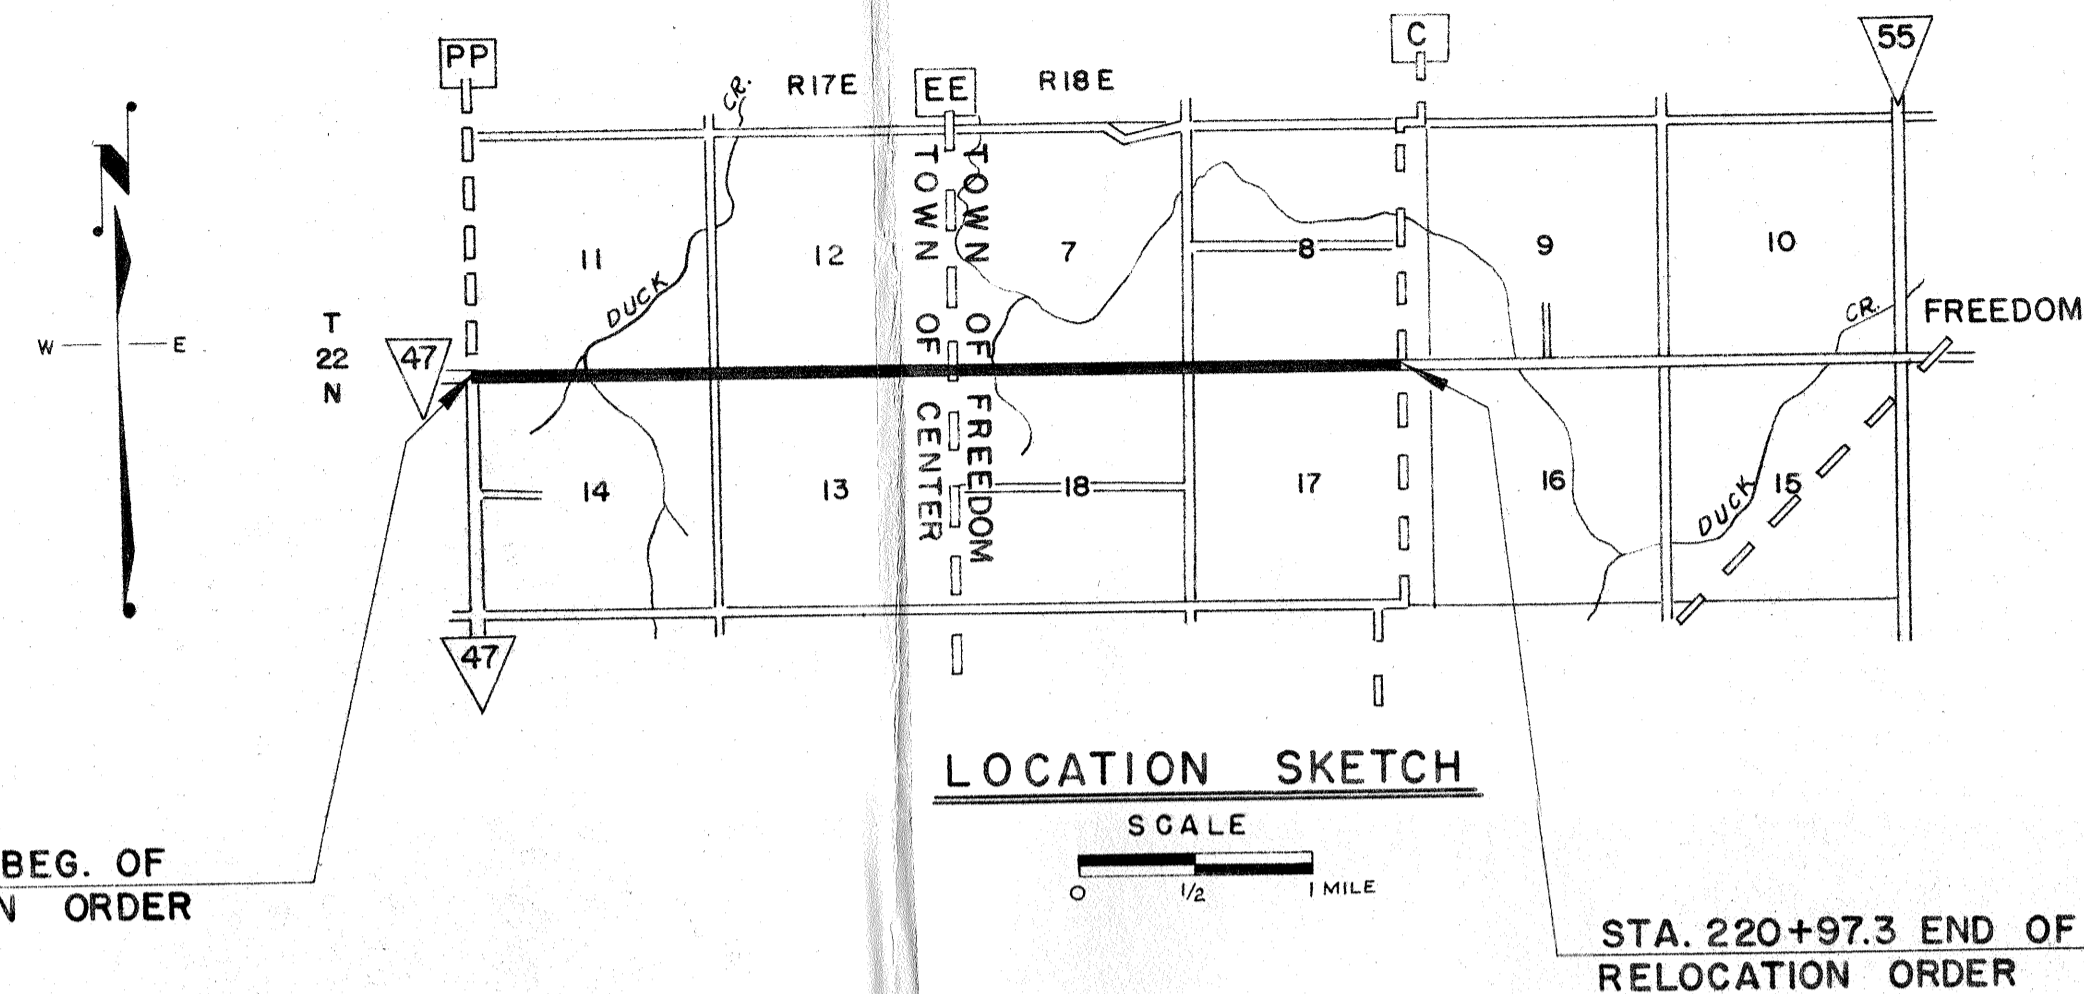 PP
C
55
CR.
R17E
EE
R18E
TOWN OF CENTER
TOWN OF FREEDOM
11
12
7
8
9
10
DUCK
W
E
T
22
N
47
CR.
FREEDOM
14
13
18
17
16
15
DUCK
47
LOCATION SKETCH
SCALE
0 1/2 1 MILE
BEG. OF
N ORDER
STA. 220+97.3 END OF
RELOCATION ORDER